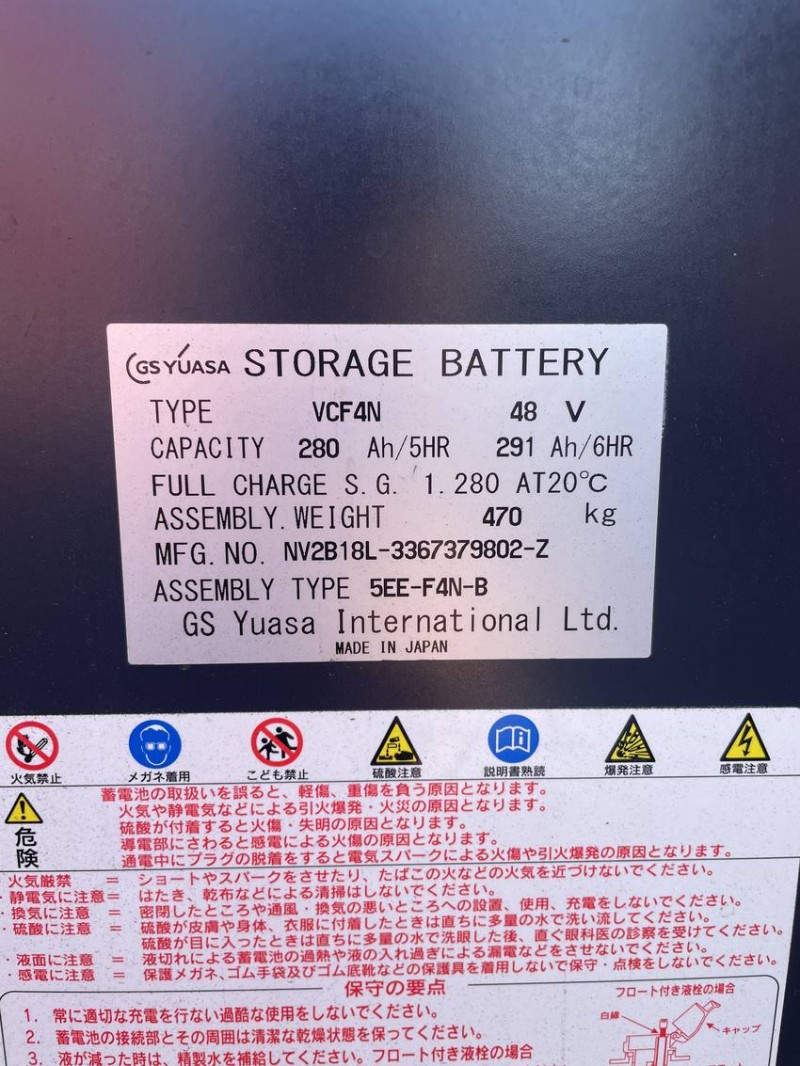 GS YUASA STORAGE BATTERY
TYPE VCF4N 48 V
CAPACITY 280 Ah/5HR 291 Ah/6HR
FULL CHARGE S.G. 1.280 AT20℃
ASSEMBLY.WEIGHT 470 kg
MFG.NO. NV2B18L-3367379802-Z
ASSEMBLY TYPE 5EE-F4N-B
GS Yuasa International Ltd.
MADE IN JAPAN
火気禁止 メガネ着用 こども禁止 硫酸注意 説明書熟読 爆発注意 感電注意
危険
蓄電池の取扱いを誤ると、軽傷、重傷を負う原因となります。
火気や静電気などによる引火爆発・火災の原因となります。
硫酸が付着すると火傷・失明の原因となります。
導電部にさわると感電による火傷の原因となります。
通電中にプラグの脱着をすると電気スパークによる火傷や引火爆発の原因となります。
・火気厳禁 = ショートやスパークをさせたり、たばこの火などの火気を近づけないでください。
・静電気に注意= はたき、乾布などによる清掃はしないでください。
・換気に注意 = 密閉したところや通風・換気の悪いところへの設置、使用、充電をしないでください。
・硫酸に注意 = 硫酸が皮膚や身体、衣服に付着したときは直ちに多量の水で洗い流してください。
硫酸が目に入ったときは直ちに多量の水で洗眼した後、直ぐ眼科医の診察を受けてください。
・液面に注意 = 液切れによる蓄電池の過熱や液の入れ過ぎによる漏電などをさせないでください。
・感電に注意 = 保護メガネ、ゴム手袋及びゴム底靴などの保護具を着用しないで保守・点検をしないでください。
保守の要点
1. 常に適切な充電を行ない過酷な使用をしないでください。
2. 蓄電池の接続部とその周囲は清潔な乾燥状態を保ってください。
3. 液が減った時は、精製水を補給してください。フロート付き液栓の場合
フロート付き液栓の場合
白線
キャップ